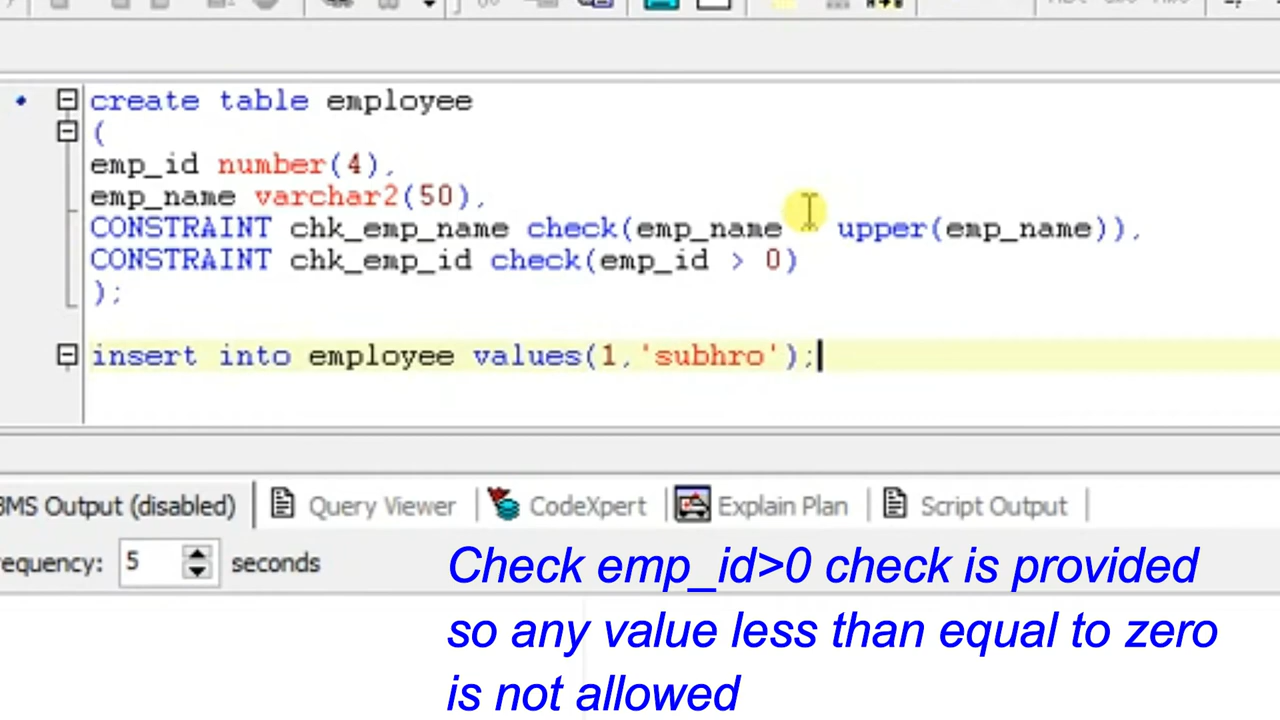 create table employee
(
emp_id number(4),
emp_name varchar2(50),
CONSTRAINT chk_emp_name check(emp_name upper(emp_name)),
CONSTRAINT chk_emp_id check(emp_id > 0)
);
insert into employee values(1,'subhro');
BMS Output (disabled) Query Viewer CodeXpert Explain Plan Script Output
requency: 5 seconds
Check emp_id>0 check is provided
so any value less than equal to zero
is not allowed